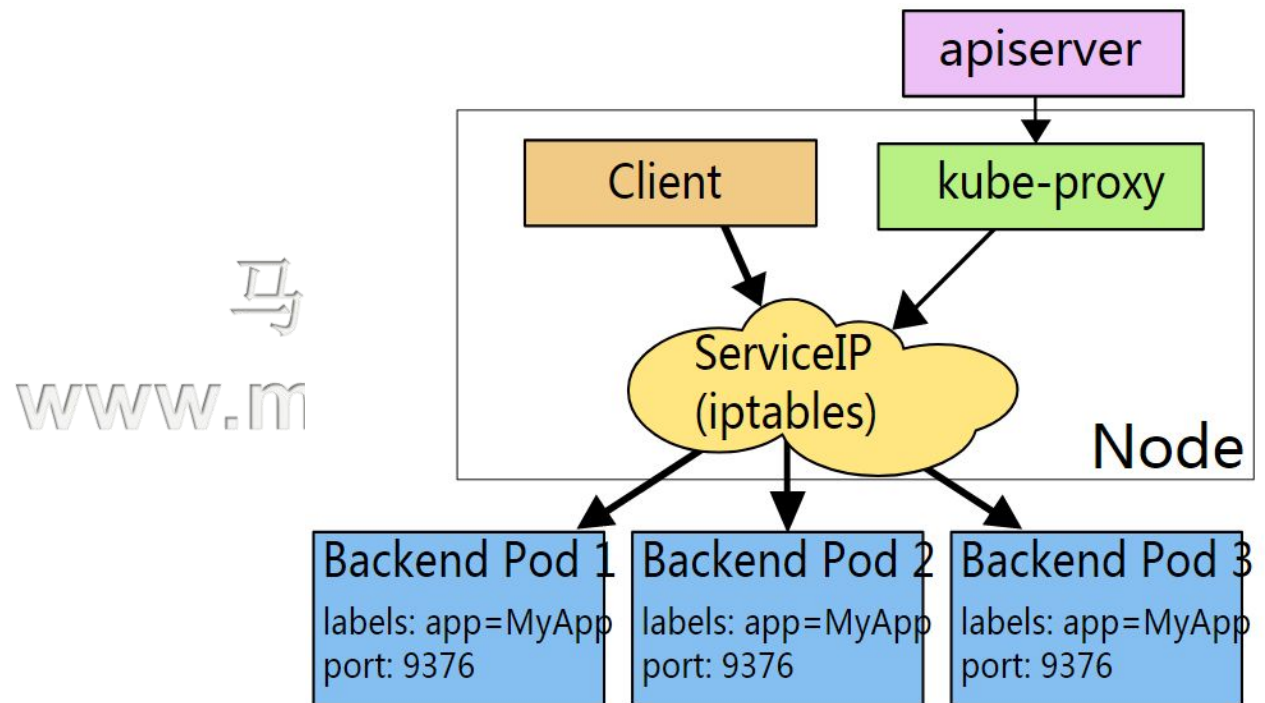 apiserver
Client
kube-proxy
ServiceIP
(iptables)
Node
马
www.m
Backend Pod 1
labels: app=MyApp
port: 9376
Backend Pod 2
labels: app=MyApp
port: 9376
Backend Pod 3
labels: app=MyApp
port: 9376